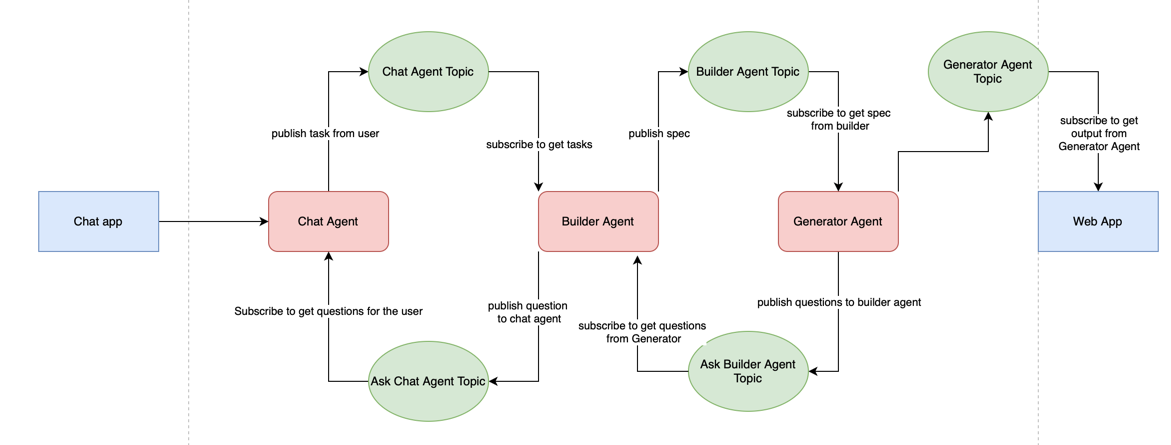 Chat Agent Topic
Builder Agent Topic
Generator Agent
Topic
publish task from user
subscribe to get tasks
publish spec
subscribe to get spec
from builder
subscribe to get
output from
Generator Agent
Chat app
Chat Agent
Builder Agent
Generator Agent
Web App
Subscribe to get questions for the user
publish question
to chat agent
subscribe to get questions
from Generator
publish questions to builder agent
Ask Chat Agent Topic
Ask Builder Agent
Topic